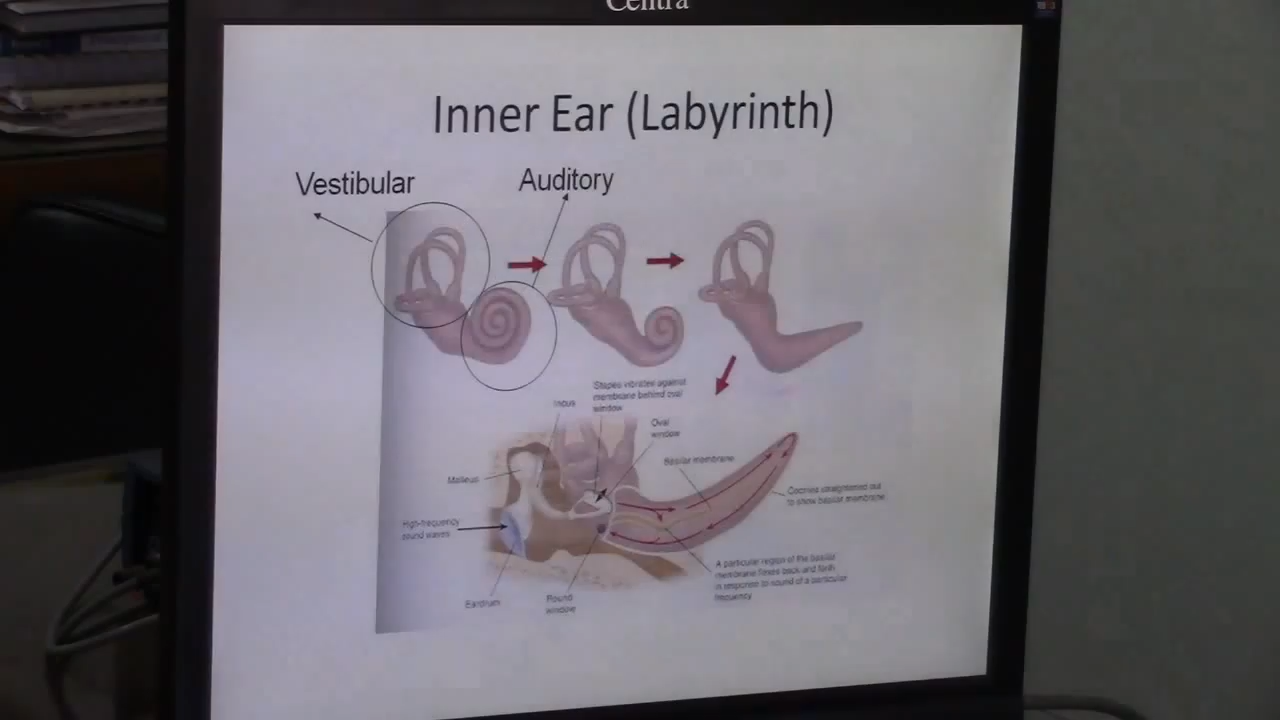 Centra
Inner Ear (Labyrinth)
Vestibular
Auditory
Stapes vibrates against
membrane behind oval
window
Incus
Oval
window
Basilar membrane
Malleus
Cochlea straightened out
to show basilar membrane
High-frequency
sound waves
A particular region of the basilar
membrane flexes back and forth
in response to sound of a particular
frequency
Eardrum
Round
window